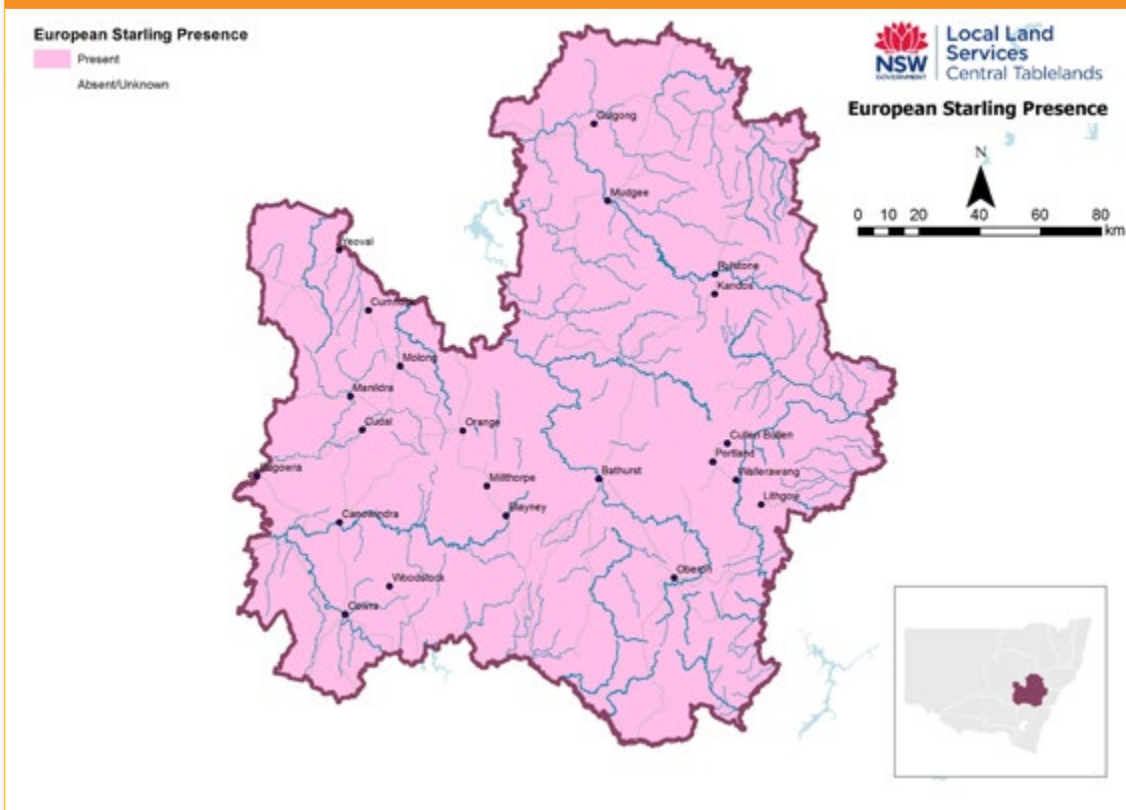 European Starling Presence
Present
Absent/Unknown
NSW
GOVERNMENT
Local Land
Services
Central Tablelands
European Starling Presence
N
0 10 20 40 60 80
km
Gulgong
Mudgee
Rylstone
Kandos
Yeoval
Cumnock
Molong
Manildra
Cudal
Orange
Cullen Bullen
Portland
Wallerawang
Lithgow
Eugowra
Millthorpe
Bathurst
Blayney
Canowindra
Oberon
Woodstock
Cowra